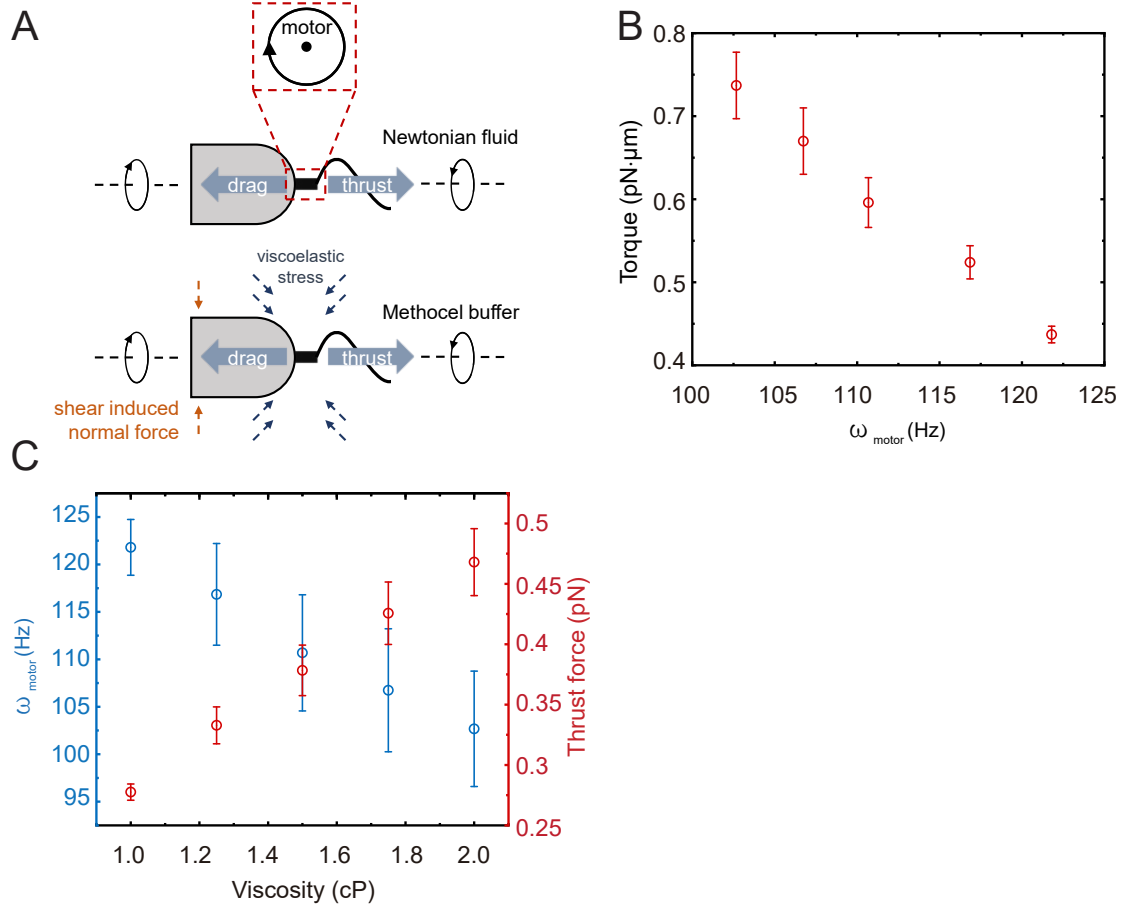 A
motor
Newtonian fluid
drag
thrust
viscoelastic
stress
Methocel buffer
drag
thrust
shear induced
normal force
B
0.8
0.7
0.6
0.5
0.4
Torque (pN·μm)
100
105
110
115
120
125
ω motor (Hz)
C
125
120
115
110
105
100
95
ω motor (Hz)
0.5
0.45
0.4
0.35
0.3
0.25
Thrust force (pN)
1.0
1.2
1.4
1.6
1.8
2.0
Viscosity (cP)